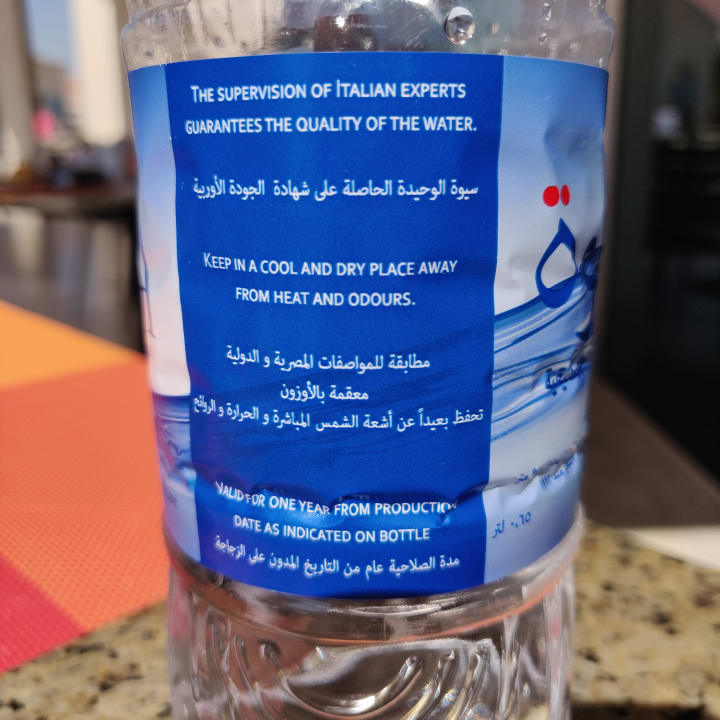 THE SUPERVISION OF ITALIAN EXPERTS
GUARANTEES THE QUALITY OF THE WATER.
سيوة الوحيدة الحاصلة على شهادة الجودة الأوربية
KEEP IN A COOL AND DRY PLACE AWAY
FROM HEAT AND ODOURS.
مطابقة للمواصفات المصرية و الدولية
معقمة بالأوزون
تحفظ بعيداً عن أشعة الشمس المباشرة و الحرارة و الروائح
VALID FOR ONE YEAR FROM PRODUCTION
DATE AS INDICATED ON BOTTLE
مدة الصلاحية عام من التاريخ المدون على الزجاجة
٠,٦٥ لتر